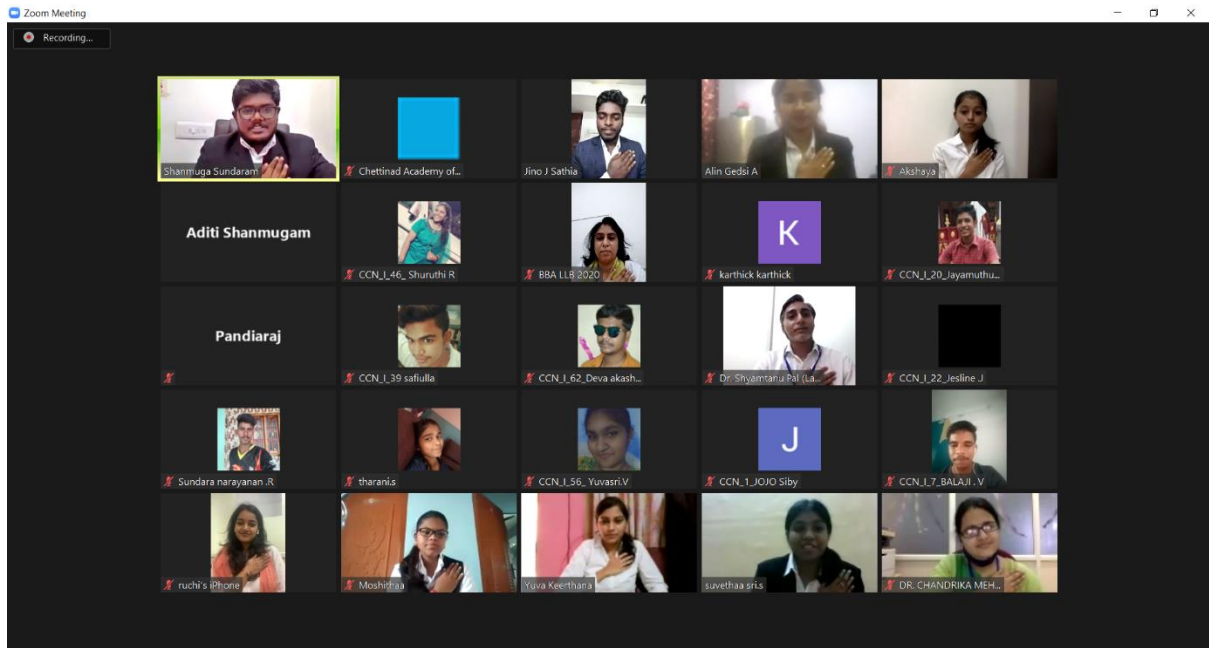 Zoom Meeting
Recording...
Shanmuga Sundaram
Chettinad Academy of...
Jino J Sathia
Alin Gedsi A
Akshaya
Aditi Shanmugam
CCN_I_46_ Shuruthi R
BBA LLB 2020
K
karthick karthick
CCN_I_20_Jayamuthu...
Pandiaraj
CCN_I_39 safiulla
CCN_I_62_Deva akash...
Dr. Shyamtanu Pal (La...
CCN_I_22_Jesline .J
Sundara narayanan .R
tharani.s
CCN_I_56_ Yuvasri.V
J
CCN_1_JOJO Siby
CCN_I_7_BALAJI . V
ruchi's iPhone
Moshithaa
Yuva Keerthana
suvethaa sri.s
DR. CHANDRIKA MEH...